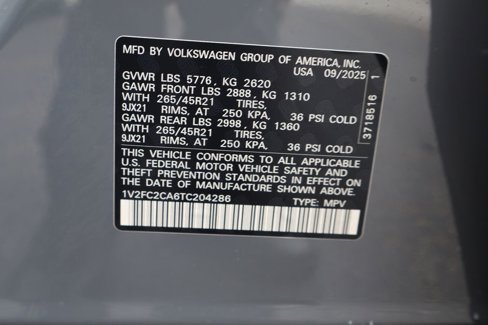 MFD BY VOLKSWAGEN GROUP OF AMERICA, INC.
USA 09/2025
GVWR LBS 5776, KG 2620
GAWR FRONT LBS 2888, KG 1310
WITH 265/45R21 TIRES,
9JX21 RIMS, AT 250 KPA, 36 PSI COLD
GAWR REAR LBS 2998, KG 1360
WITH 265/45R21 TIRES,
9JX21 RIMS, AT 250 KPA, 36 PSI COLD
THIS VEHICLE CONFORMS TO ALL APPLICABLE
U.S. FEDERAL MOTOR VEHICLE SAFETY AND
THEFT PREVENTION STANDARDS IN EFFECT ON
THE DATE OF MANUFACTURE SHOWN ABOVE.
1V2FC2CA6TC204286 TYPE: MPV
3718516 1